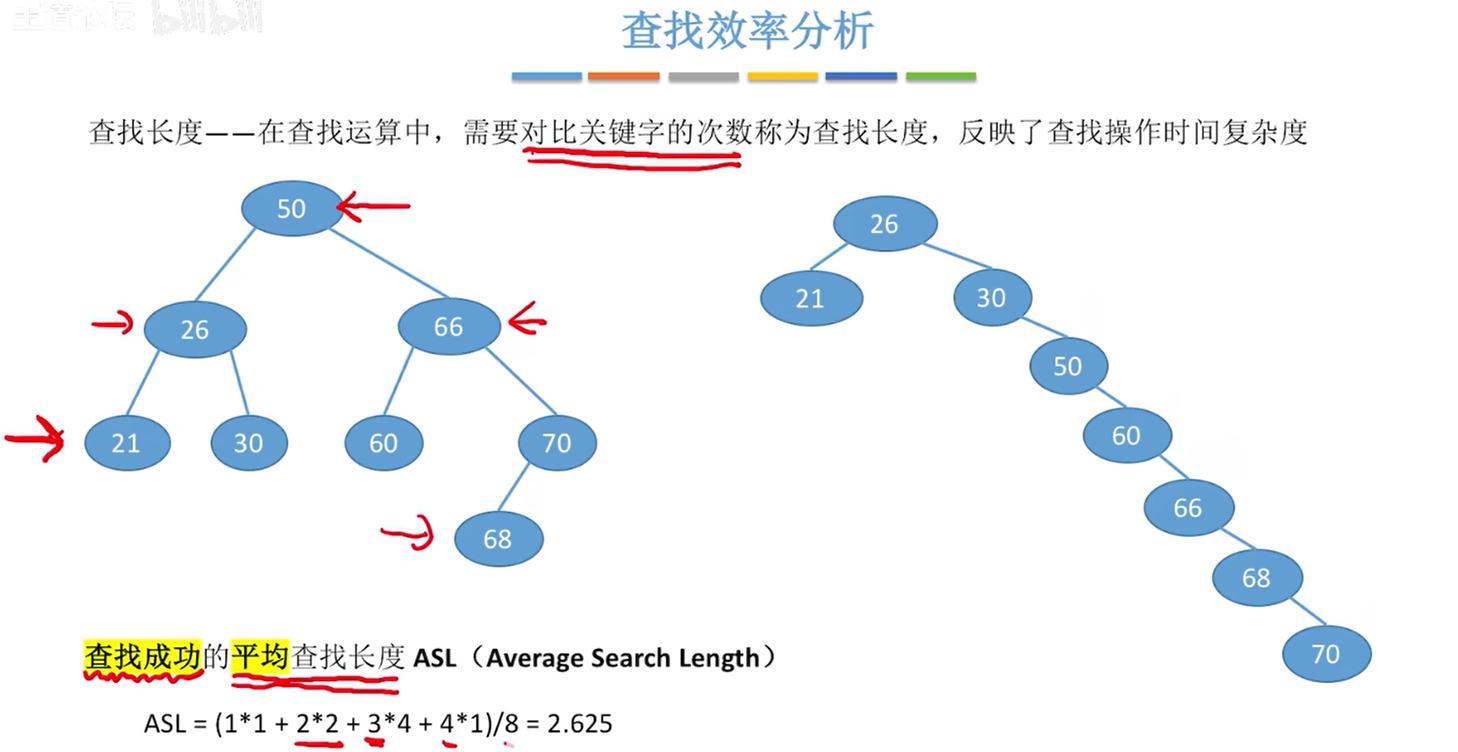 王道论坛 bilibili
查找效率分析
查找长度——在查找运算中，需要对比关键字的次数称为查找长度，反映了查找操作时间复杂度
50
26 66
21 30 60 70
68
26
21 30
50
60
66
68
70
查找成功的平均查找长度 ASL（Average Search Length）
ASL = (1*1 + 2*2 + 3*4 + 4*1)/8 = 2.625